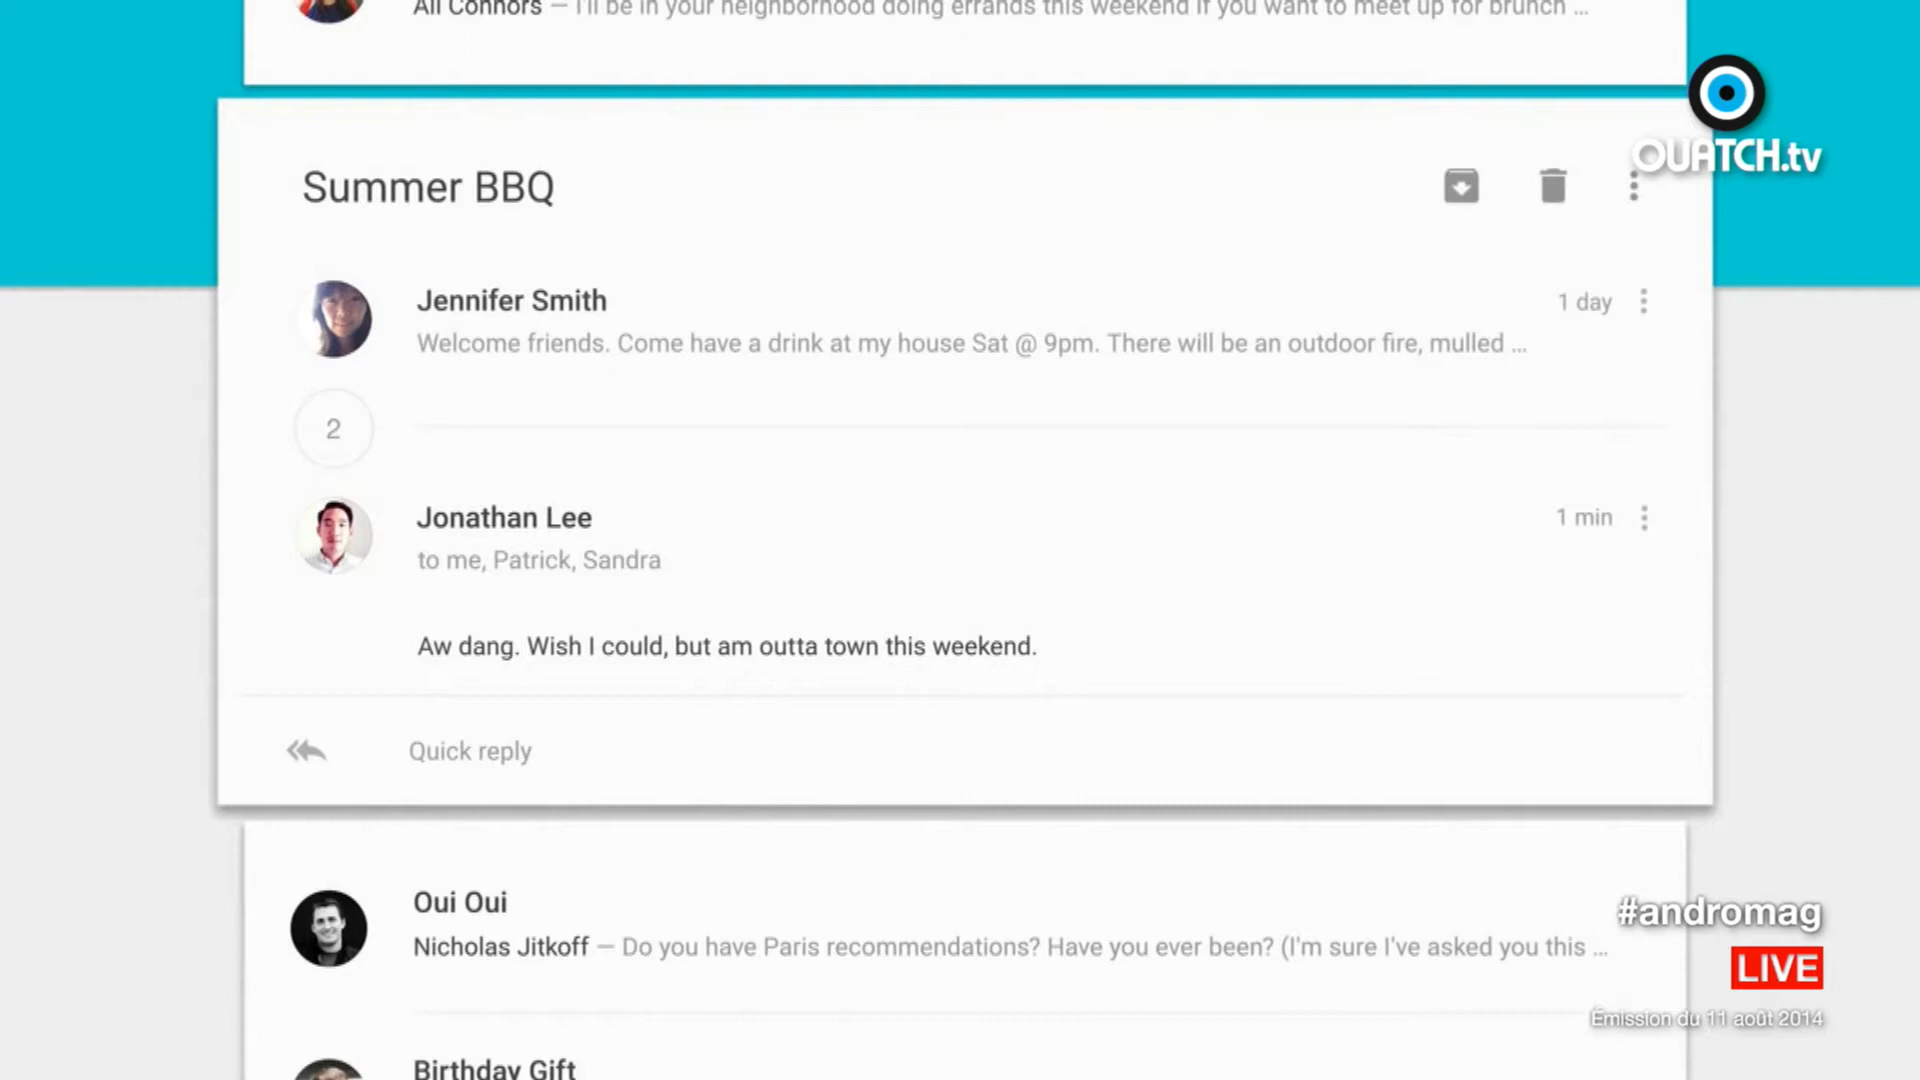 Ali Connors — I'll be in your neighborhood doing errands this weekend if you want to meet up for brunch ...
OUATCH.tv
Summer BBQ
Jennifer Smith
1 day
Welcome friends. Come have a drink at my house Sat @ 9pm. There will be an outdoor fire, mulled ...
2
Jonathan Lee
1 min
to me, Patrick, Sandra
Aw dang. Wish I could, but am outta town this weekend.
Quick reply
Oui Oui
#andromag
Nicholas Jitkoff — Do you have Paris recommendations? Have you ever been? (I'm sure I've asked you this ...
LIVE
Émission du 11 août 2014
Birthday Gift